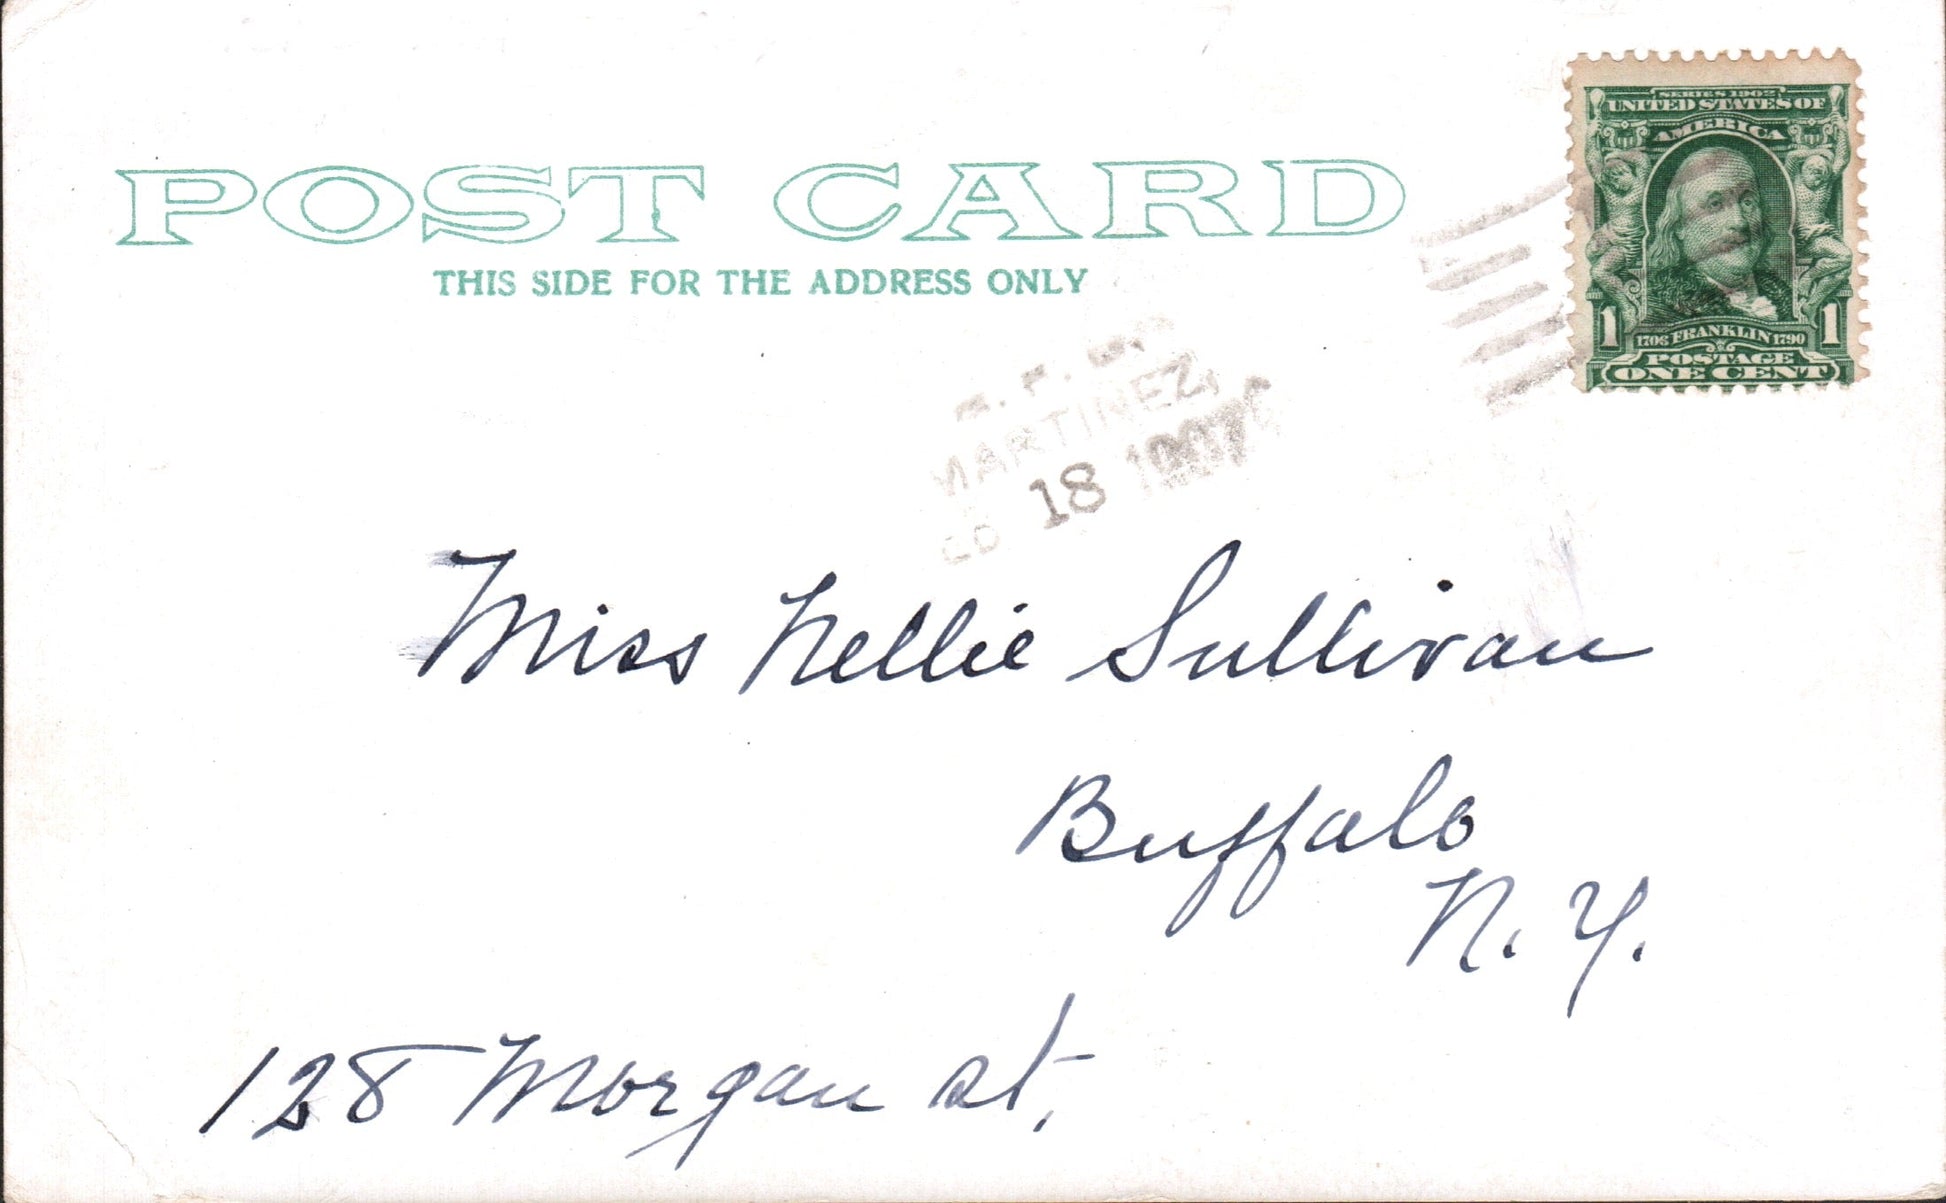 POST CARD
THIS SIDE FOR THE ADDRESS ONLY
SERIES 1902
UNITED STATES OF
AMERICA
1 1
1706 FRANKLIN 1790
POSTAGE
ONE CENT
MARTINEZ,
18 1907
Miss Nellie Sullivan
Buffalo
N. Y.
128 Morgan st.